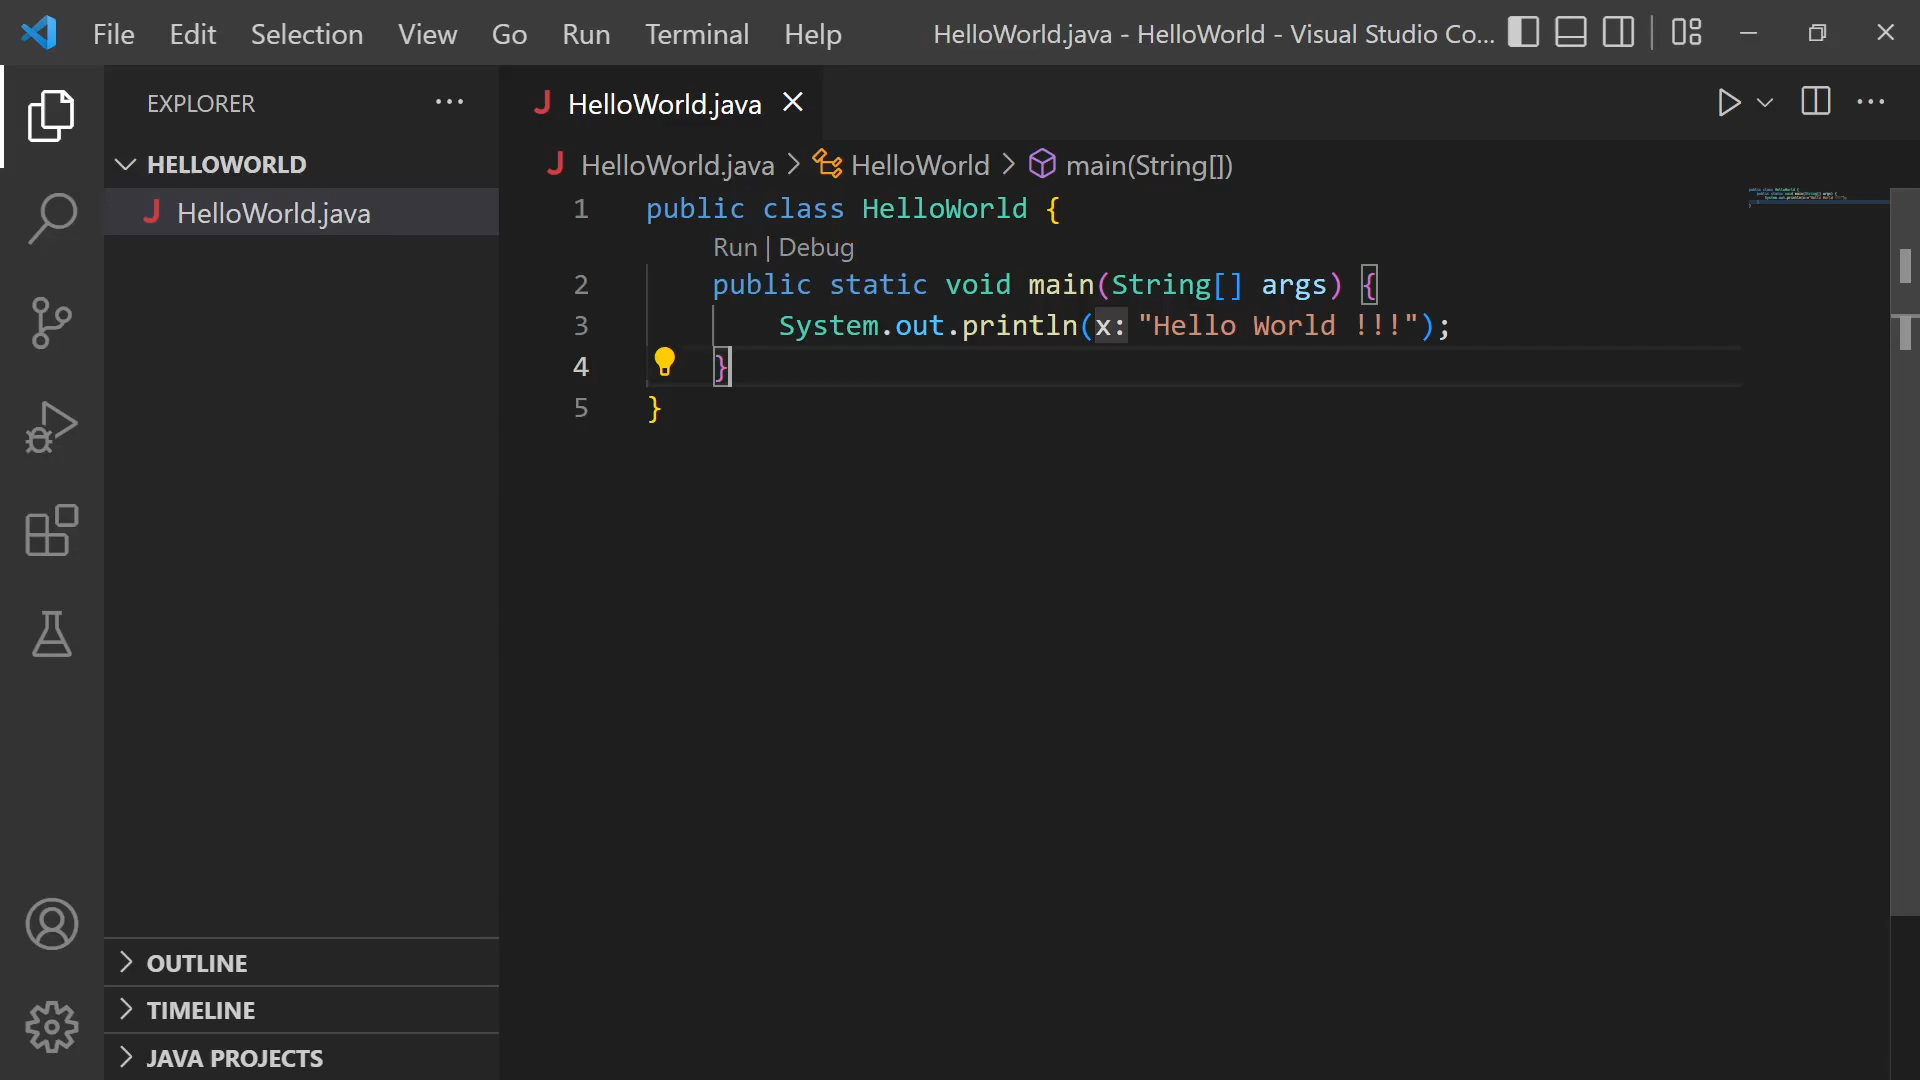 File Edit Selection View Go Run Terminal Help HelloWorld.java - HelloWorld - Visual Studio Co...
EXPLORER
HELLOWORLD
HelloWorld.java
OUTLINE
TIMELINE
JAVA PROJECTS
HelloWorld.java
HelloWorld.java > HelloWorld > main(String[])
1 public class HelloWorld {
Run | Debug
2 public static void main(String[] args) {
3 System.out.println(x: "Hello World !!!");
4 }
5 }